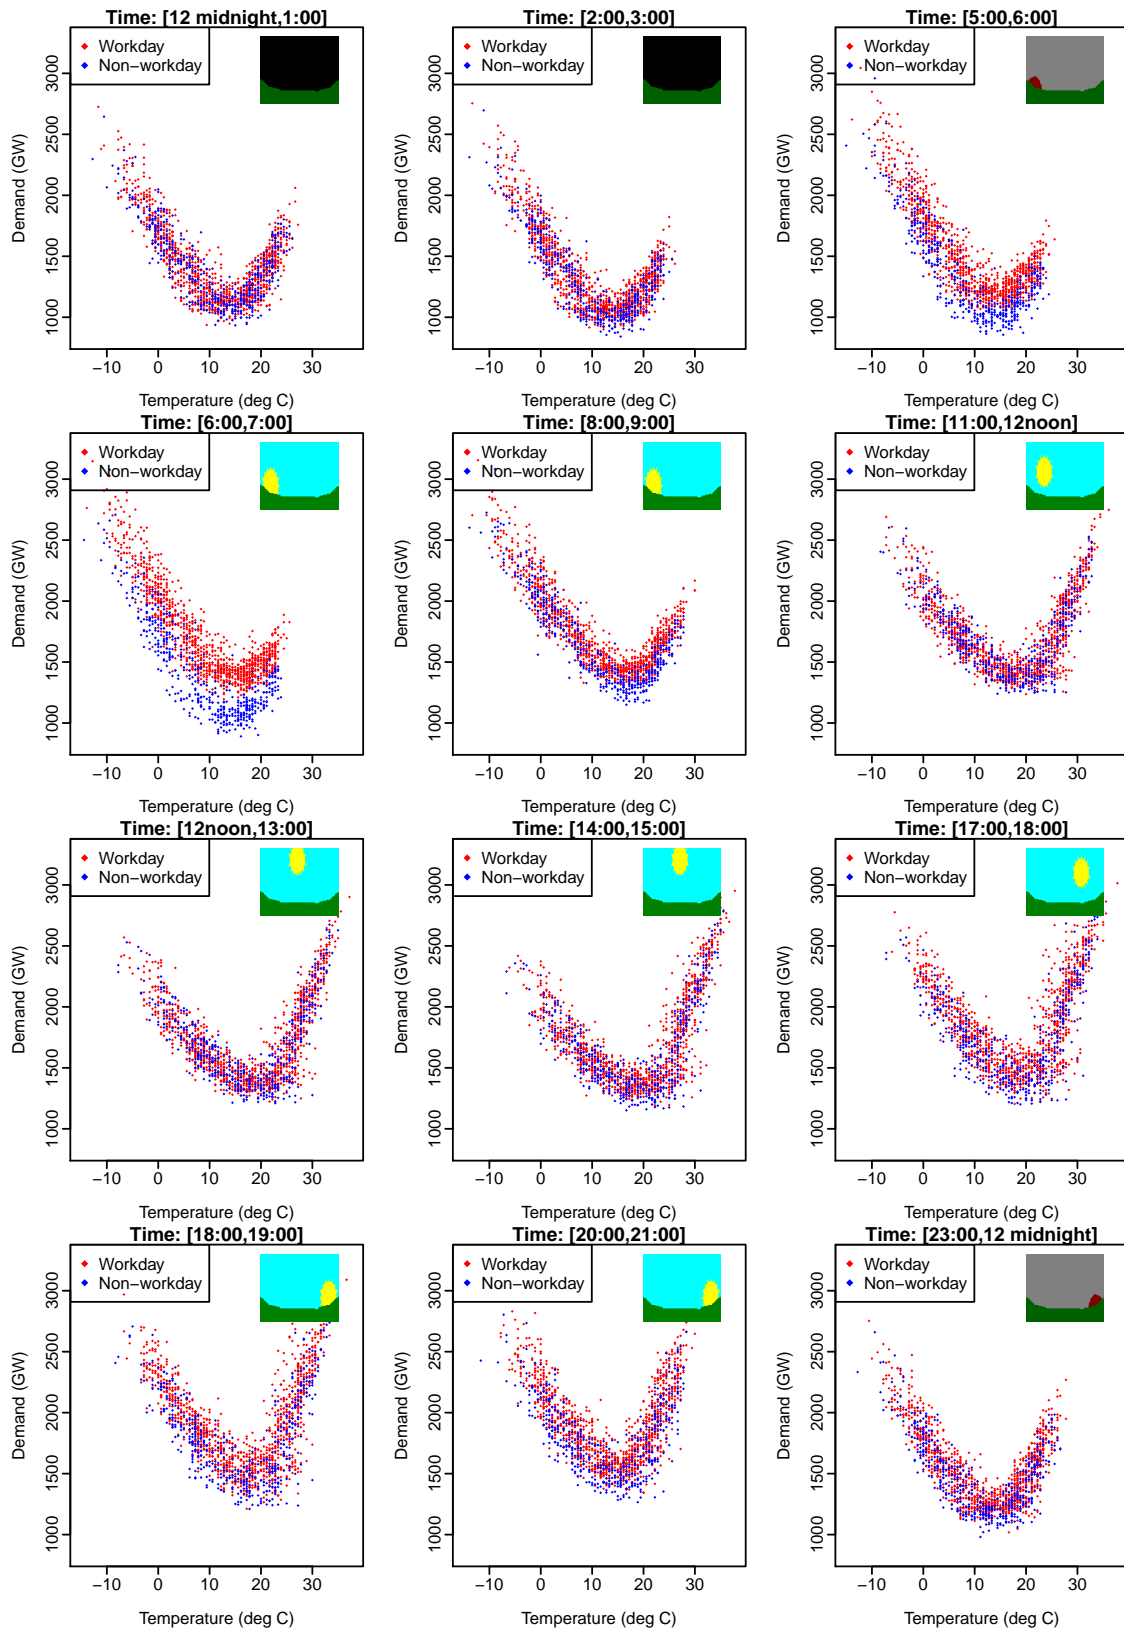 Time: [12 midnight,1:00]
Workday
Non−workday
Demand (GW)
1000 1500 2000 2500 3000
−10 0 10 20 30
Temperature (deg C)
Time: [2:00,3:00]
Workday
Non−workday
Demand (GW)
1000 1500 2000 2500 3000
−10 0 10 20 30
Temperature (deg C)
Time: [5:00,6:00]
Workday
Non−workday
Demand (GW)
1000 1500 2000 2500 3000
−10 0 10 20 30
Temperature (deg C)
Time: [6:00,7:00]
Workday
Non−workday
Demand (GW)
1000 1500 2000 2500 3000
−10 0 10 20 30
Temperature (deg C)
Time: [8:00,9:00]
Workday
Non−workday
Demand (GW)
1000 1500 2000 2500 3000
−10 0 10 20 30
Temperature (deg C)
Time: [11:00,12noon]
Workday
Non−workday
Demand (GW)
1000 1500 2000 2500 3000
−10 0 10 20 30
Temperature (deg C)
Time: [12noon,13:00]
Workday
Non−workday
Demand (GW)
1000 1500 2000 2500 3000
−10 0 10 20 30
Temperature (deg C)
Time: [14:00,15:00]
Workday
Non−workday
Demand (GW)
1000 1500 2000 2500 3000
−10 0 10 20 30
Temperature (deg C)
Time: [17:00,18:00]
Workday
Non−workday
Demand (GW)
1000 1500 2000 2500 3000
−10 0 10 20 30
Temperature (deg C)
Time: [18:00,19:00]
Workday
Non−workday
Demand (GW)
1000 1500 2000 2500 3000
−10 0 10 20 30
Temperature (deg C)
Time: [20:00,21:00]
Workday
Non−workday
Demand (GW)
1000 1500 2000 2500 3000
−10 0 10 20 30
Temperature (deg C)
Time: [23:00,12 midnight]
Workday
Non−workday
Demand (GW)
1000 1500 2000 2500 3000
−10 0 10 20 30
Temperature (deg C)